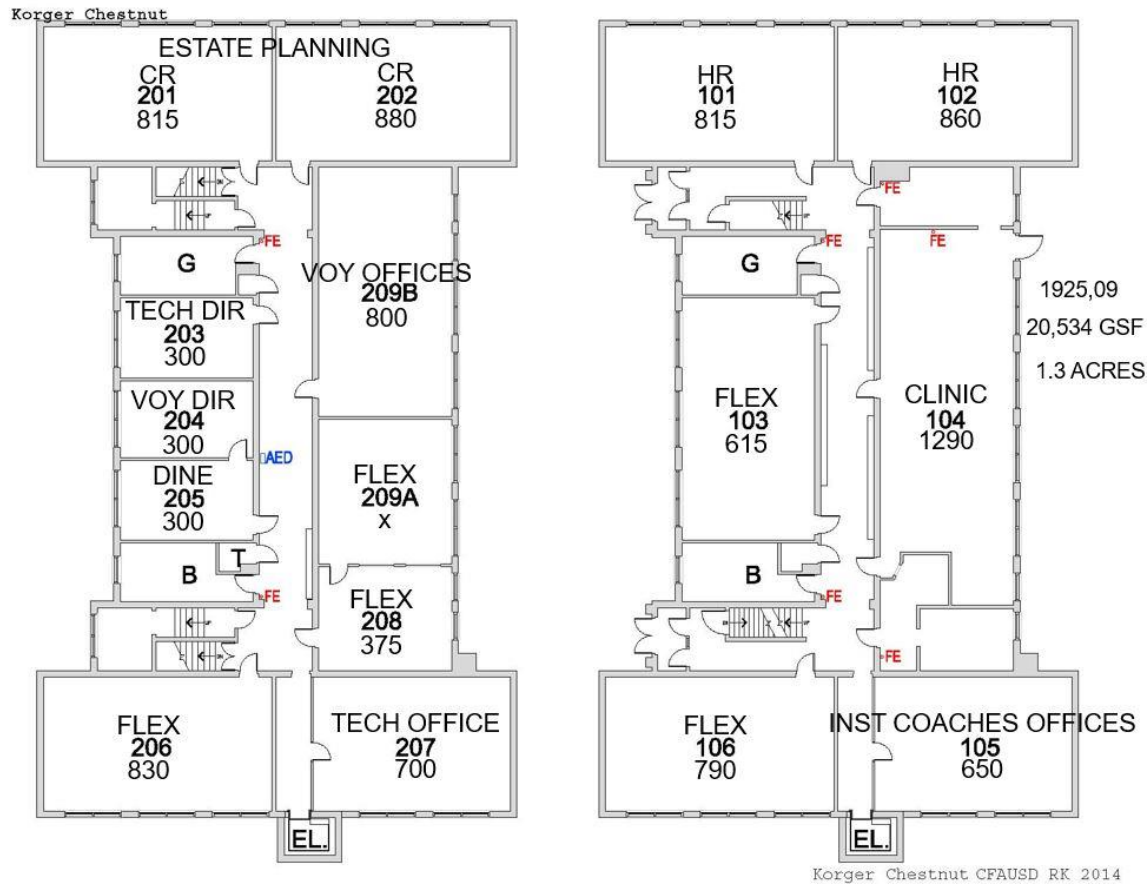 Korger Chestnut
ESTATE PLANNING
CR
201
815
CR
202
880
G
FE
VOY OFFICES
209B
800
TECH DIR
203
300
VOY DIR
204
300
AED
DINE
205
300
FLEX
209A
x
T
B
FE
FLEX
208
375
FLEX
206
830
TECH OFFICE
207
700
EL.
HR
101
815
HR
102
860
FE
FE
FE
G
1925,09
20,534 GSF
1.3 ACRES
FLEX
103
615
CLINIC
104
1290
B
FE
FE
FLEX
106
790
INST COACHES OFFICES
105
650
EL.
Korger Chestnut CFAUSD RK 2014